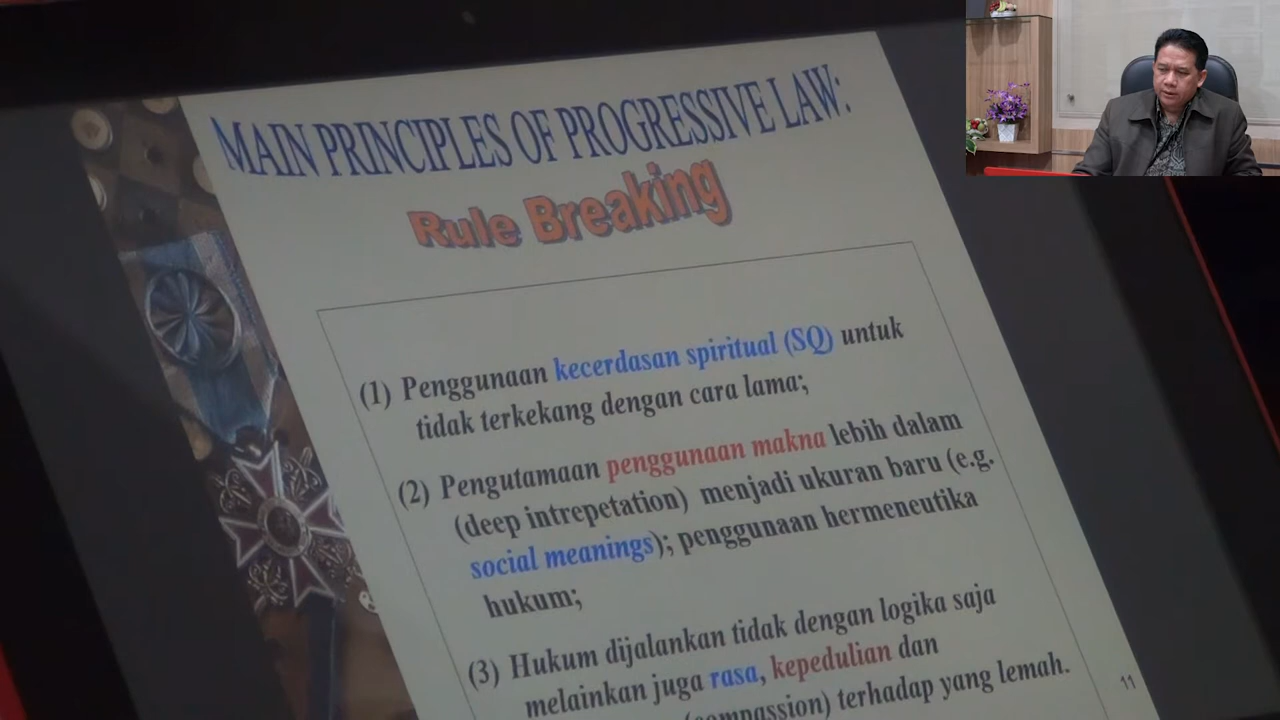 MAIN PRINCIPLES OF PROGRESSIVE LAW:
Rule Breaking
(1) Penggunaan kecerdasan spiritual (SQ) untuk
tidak terkekang dengan cara lama;
(2) Pengutamaan penggunaan makna lebih dalam
(deep intrepetation) menjadi ukuran baru (e.g.
social meanings); penggunaan hermeneutika
hukum;
(3) Hukum dijalankan tidak dengan logika saja
melainkan juga rasa, kepedulian dan
(compassion) terhadap yang lemah.
11